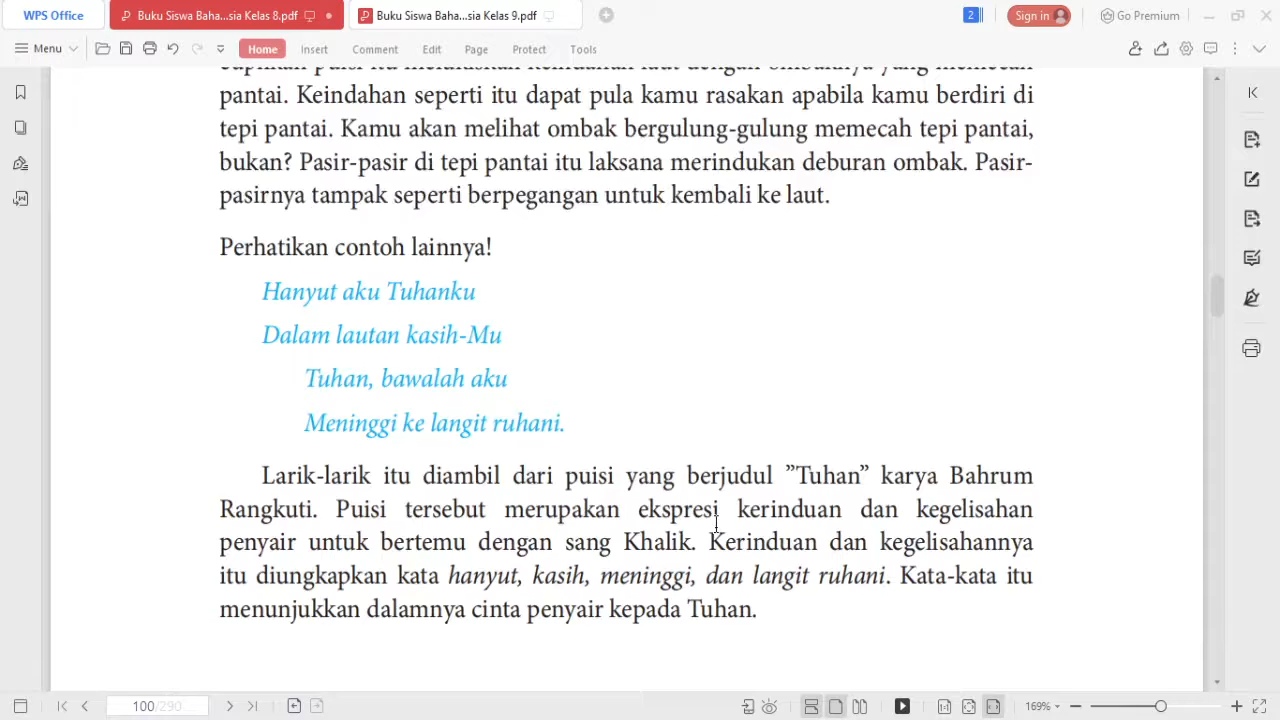 WPS Office
Buku Siswa Baha...sia Kelas 8.pdf
Buku Siswa Baha...sia Kelas 9.pdf
2
Sign in
Go Premium
Menu
Home
Insert
Comment
Edit
Page
Protect
Tools
pantai. Keindahan seperti itu dapat pula kamu rasakan apabila kamu berdiri di
tepi pantai. Kamu akan melihat ombak bergulung-gulung memecah tepi pantai,
bukan? Pasir-pasir di tepi pantai itu laksana merindukan deburan ombak. Pasir-
pasirnya tampak seperti berpegangan untuk kembali ke laut.
Perhatikan contoh lainnya!
Hanyut aku Tuhanku
Dalam lautan kasih-Mu
Tuhan, bawalah aku
Meninggi ke langit ruhani.
Larik-larik itu diambil dari puisi yang berjudul ”Tuhan” karya Bahrum
Rangkuti. Puisi tersebut merupakan ekspresi kerinduan dan kegelisahan
penyair untuk bertemu dengan sang Khalik. Kerinduan dan kegelisahannya
itu diungkapkan kata hanyut, kasih, meninggi, dan langit ruhani. Kata-kata itu
menunjukkan dalamnya cinta penyair kepada Tuhan.
100/290
169%